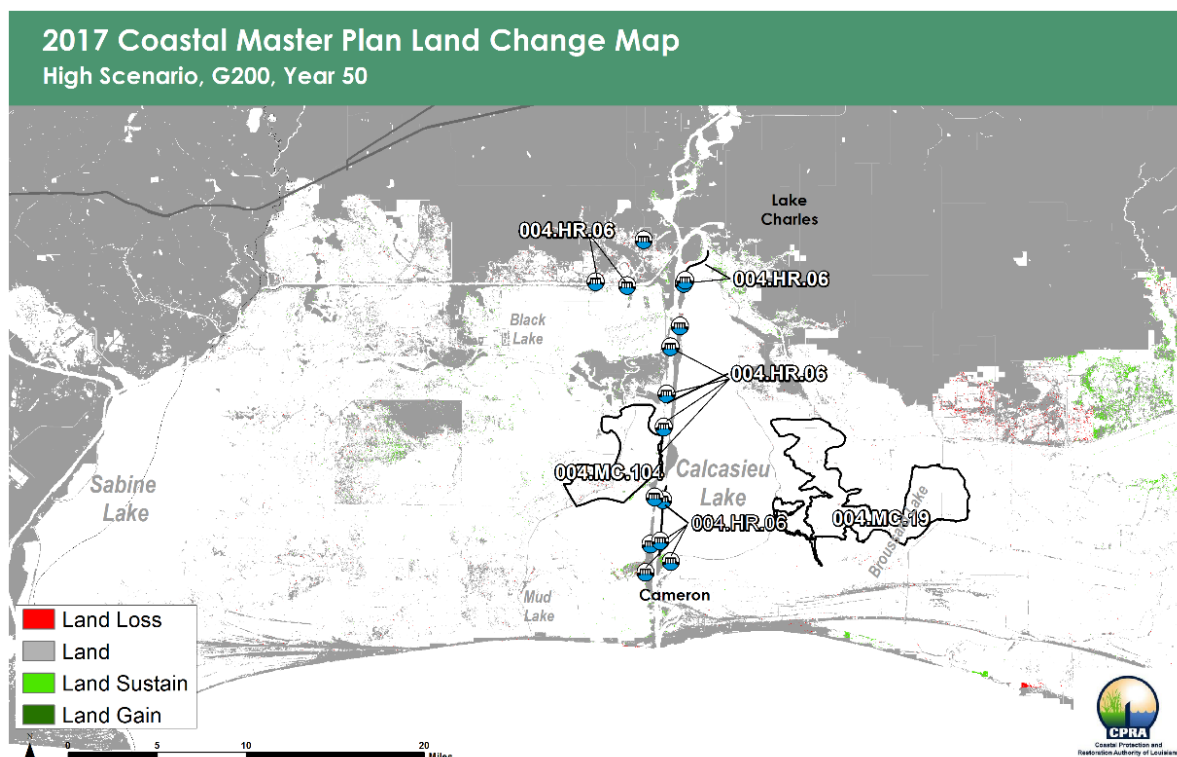 2017 Coastal Master Plan Land Change Map
High Scenario, G200, Year 50
Lake
Charles
004.HR.06
004.HR.06
Black
Lake
004.HR.06
004.MC.104
Calcasieu
Lake
Sabine
Lake
004.HR.06
004.MC.19
Broussard Lake
Mud
Lake
Cameron
Land Loss
Land
Land Sustain
Land Gain
0 5 10 20
Miles
CPRA
Coastal Protection and
Restoration Authority of Louisiana